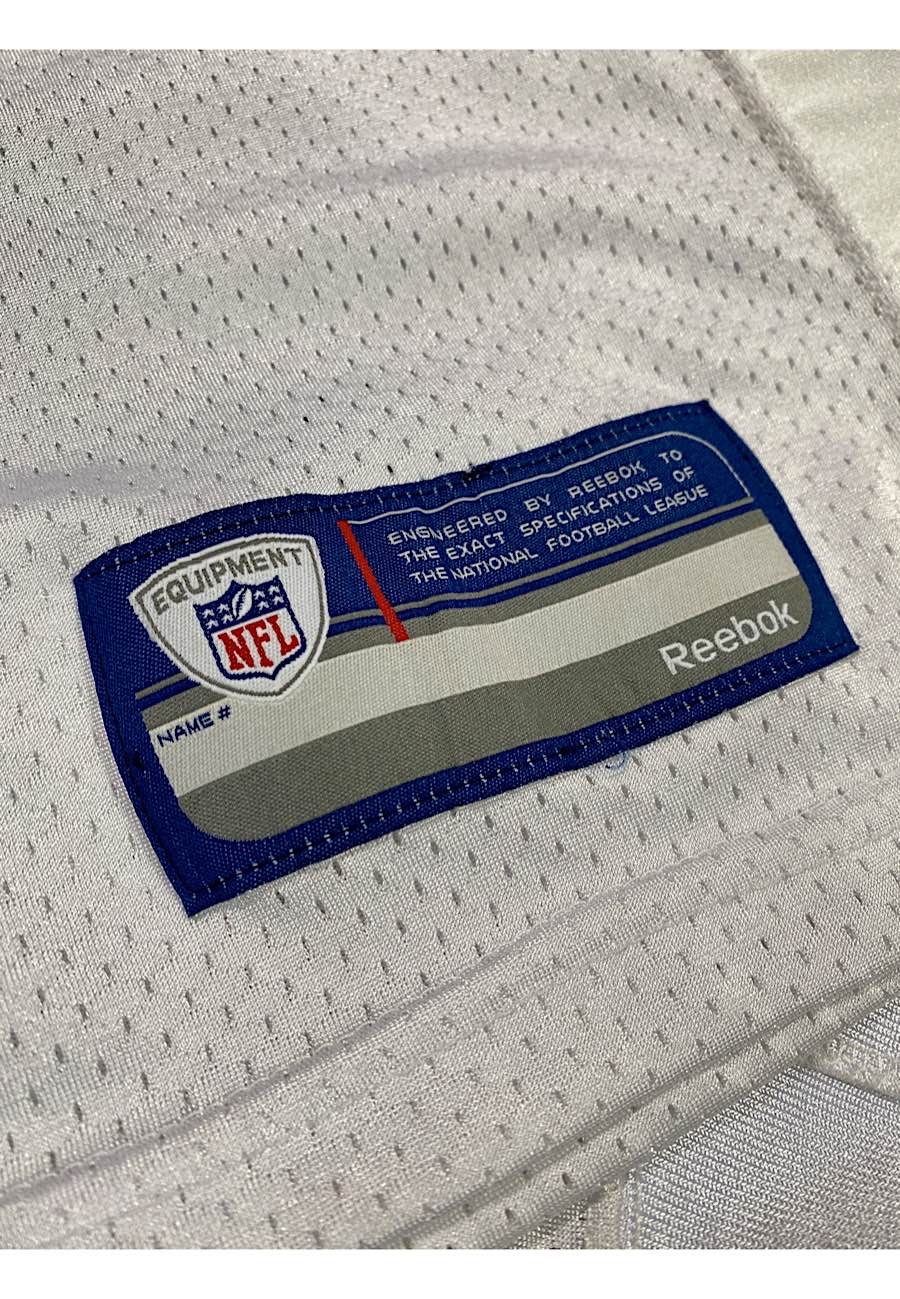 EQUIPMENT
NFL
ENGINEERED BY REEBOK TO
THE EXACT SPECIFICATIONS OF
THE NATIONAL FOOTBALL LEAGUE
Reebok
NAME #